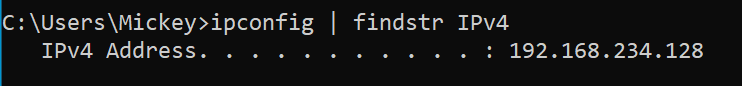 C:\Users\Mickey>ipconfig | findstr IPv4
   IPv4 Address. . . . . . . . . . . : 192.168.234.128